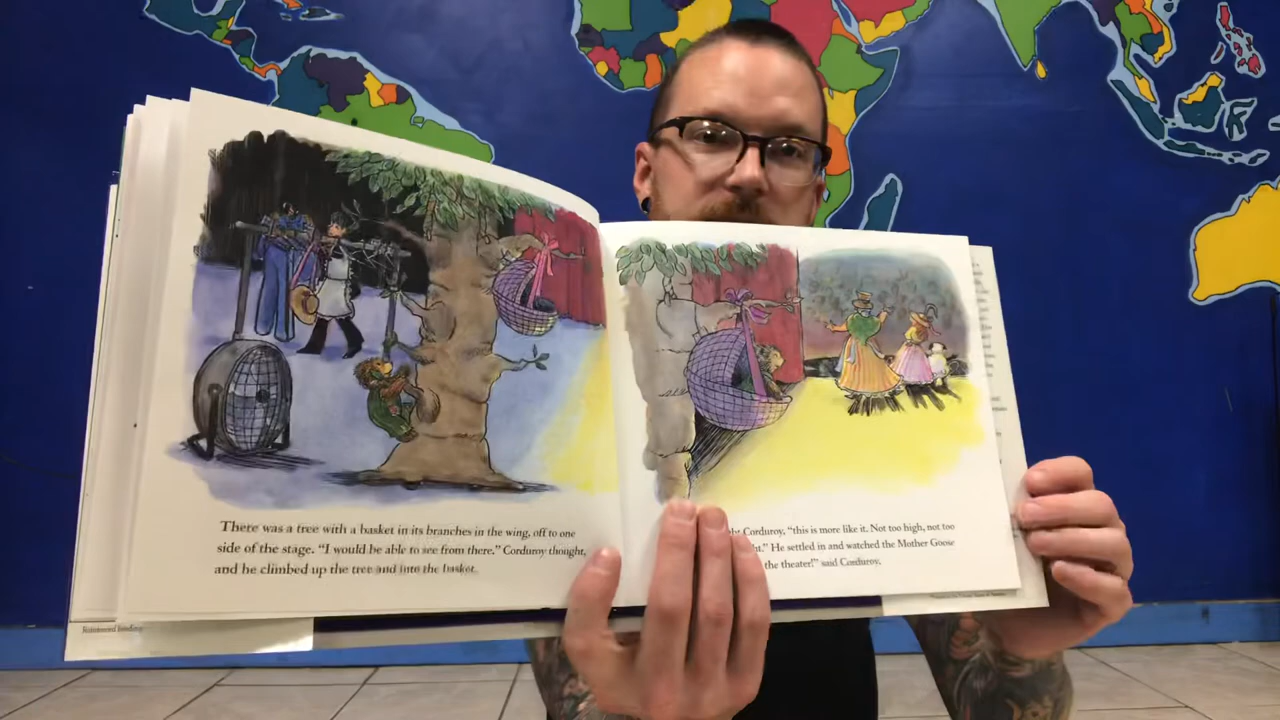 There was a tree with a basket in its branches in the wing, off to one
side of the stage. “I would be able to see from there.” Corduroy thought,
and he climbed up the tree and into the basket.
Corduroy, “this is more like it. Not too high, not too
He settled in and watched the Mother Goose
the theater!” said Corduroy.